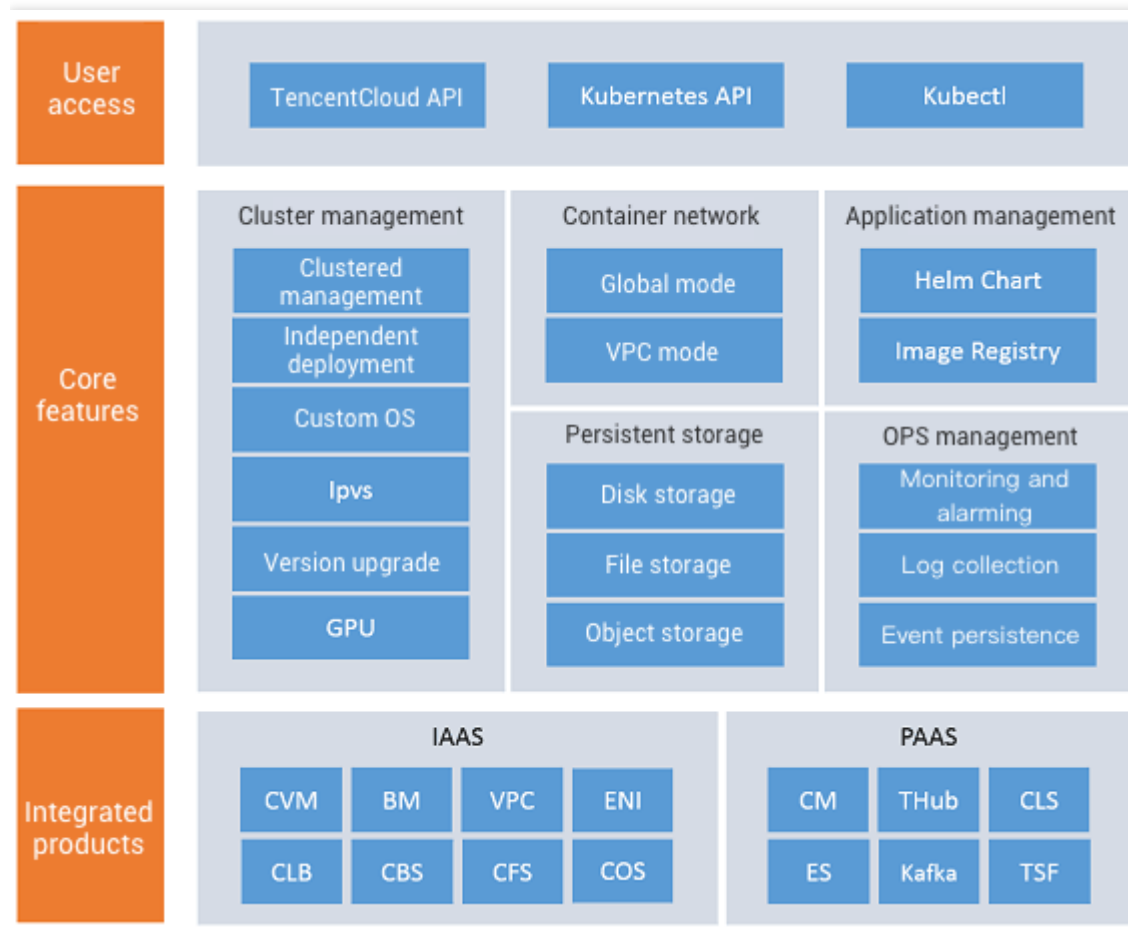 User
access
TencentCloud API
Kubernetes API
Kubectl
Core
features
Cluster management
Clustered
management
Independent
deployment
Custom OS
Ipvs
Version upgrade
GPU
Container network
Global mode
VPC mode
Application management
Helm Chart
Image Registry
Persistent storage
Disk storage
File storage
Object storage
OPS management
Monitoring and
alarming
Log collection
Event persistence
Integrated
products
IAAS
CVM
BM
VPC
ENI
CLB
CBS
CFS
COS
PAAS
CM
THub
CLS
ES
Kafka
TSF